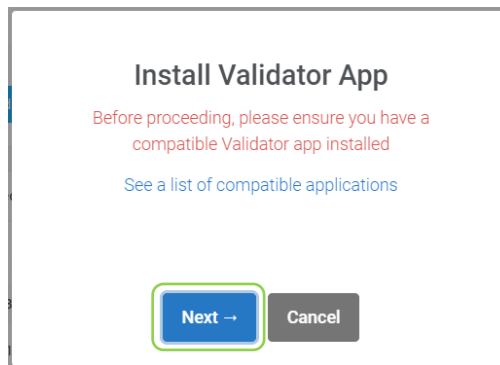 Install Validator App
Before proceeding, please ensure you have a
compatible Validator app installed
See a list of compatible applications
Next → Cancel